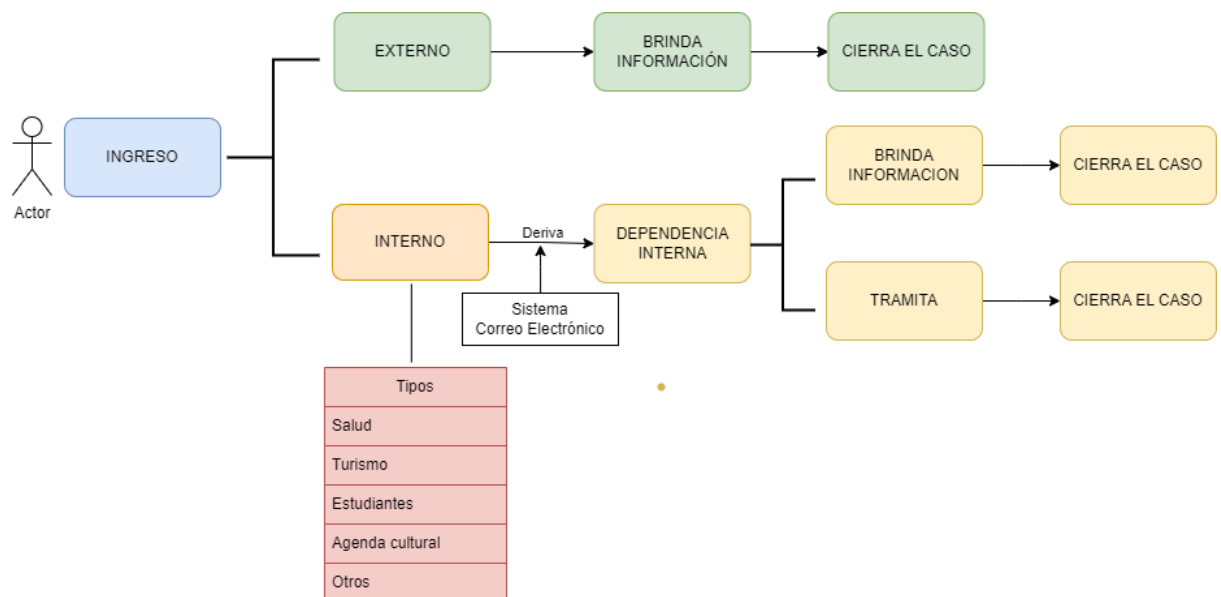 EXTERNO
BRINDA
INFORMACIÓN
CIERRA EL CASO
INGRESO
Actor
BRINDA
INFORMACION
CIERRA EL CASO
INTERNO
Deriva
DEPENDENCIA
INTERNA
TRAMITA
CIERRA EL CASO
Sistema
Correo Electrónico
Tipos
Salud
Turismo
Estudiantes
Agenda cultural
Otros